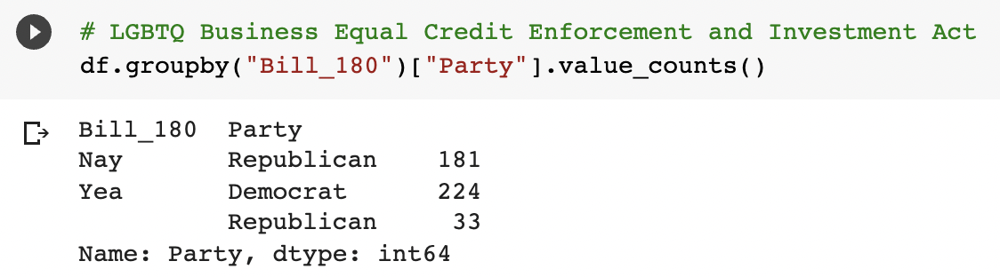 # LGBTQ Business Equal Credit Enforcement and Investment Act
df.groupby("Bill_180")["Party"].value_counts()
Bill_180  Party
Nay       Republican    181
Yea       Democrat      224
          Republican     33
Name: Party, dtype: int64